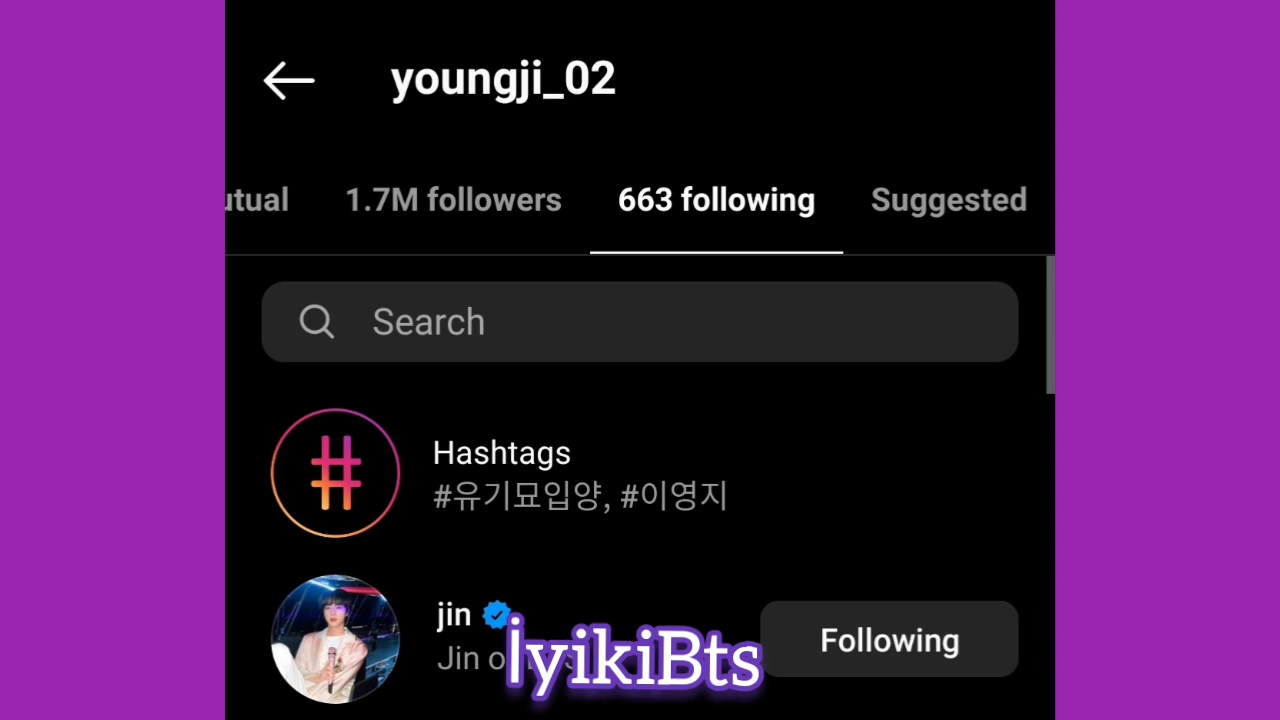 youngji_02
utual 1.7M followers 663 following Suggested
Search
Hashtags
#유기묘입양, #이영지
jin
Jin o
Following
İyikiBts